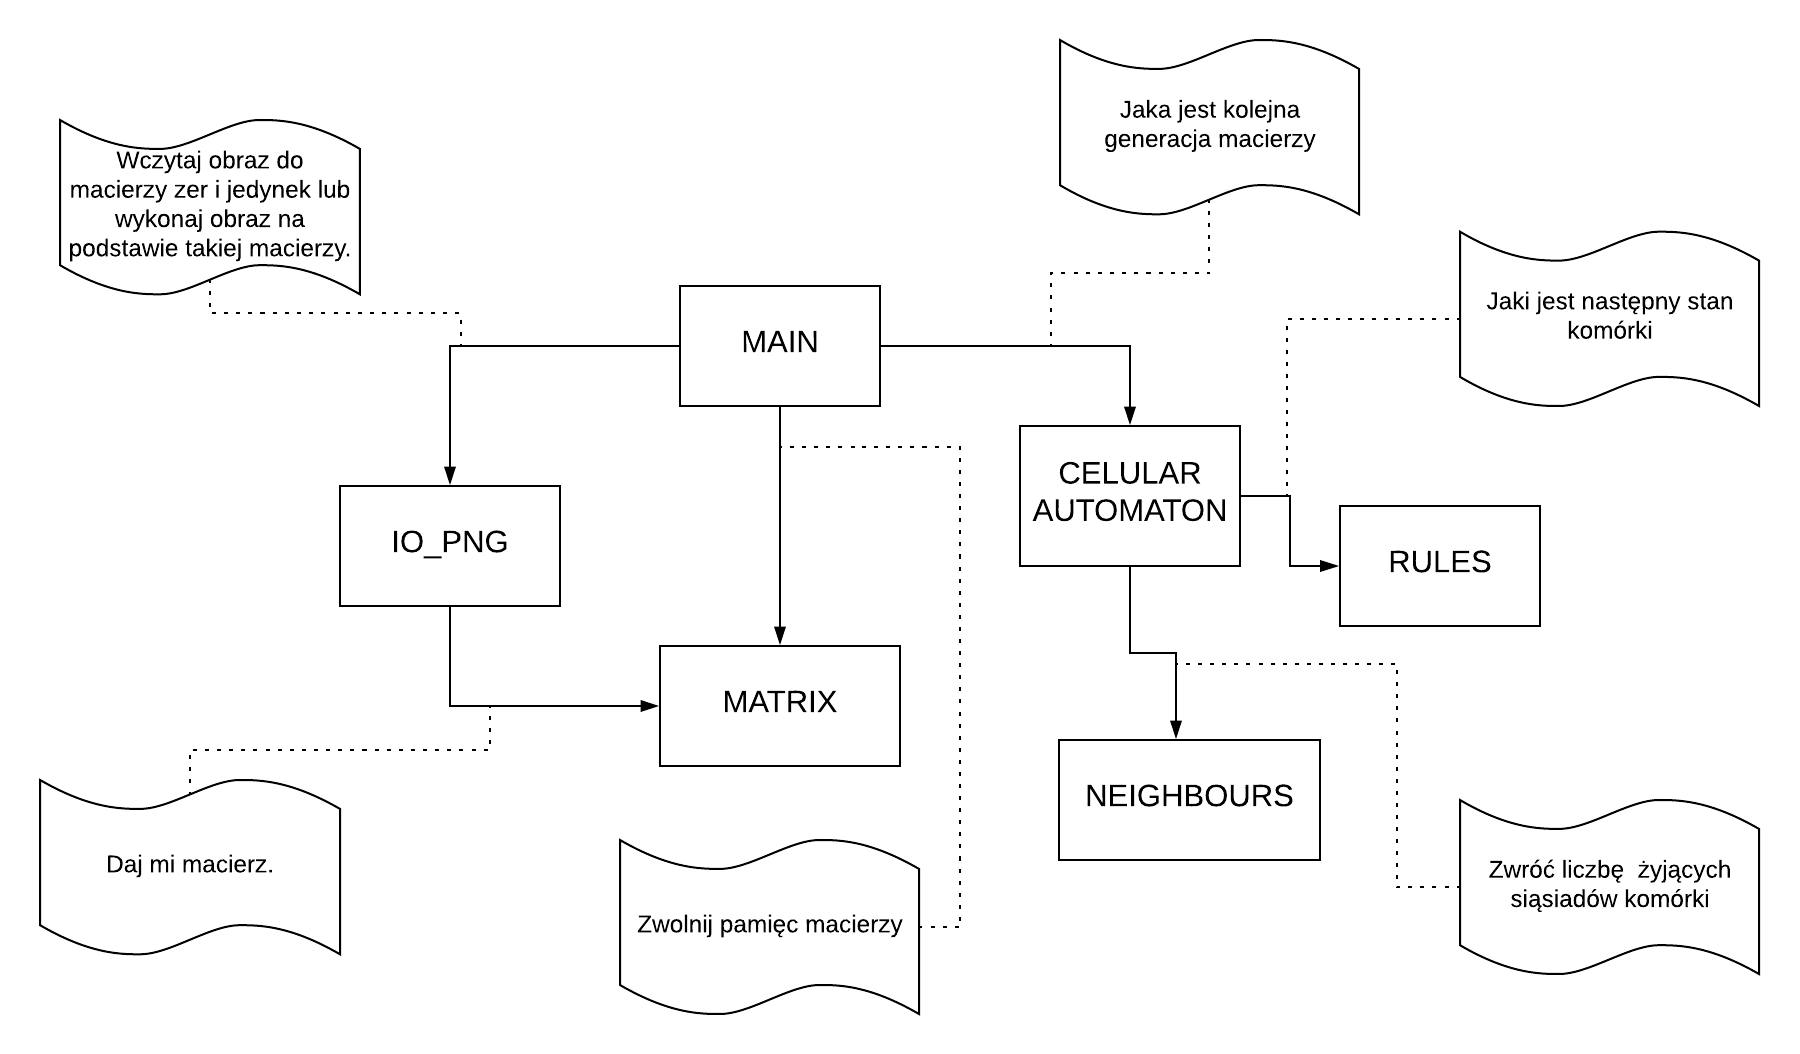 Jaka jest kolejna
generacja macierzy
Wczytaj obraz do
macierzy zer i jedynek lub
wykonaj obraz na
podstawie takiej macierzy.
Jaki jest następny stan
komórki
MAIN
CELULAR
AUTOMATON
IO_PNG
RULES
MATRIX
NEIGHBOURS
Daj mi macierz.
Zwolnij pamięc macierzy
Zwróć liczbę  żyjących
siąsiadów komórki